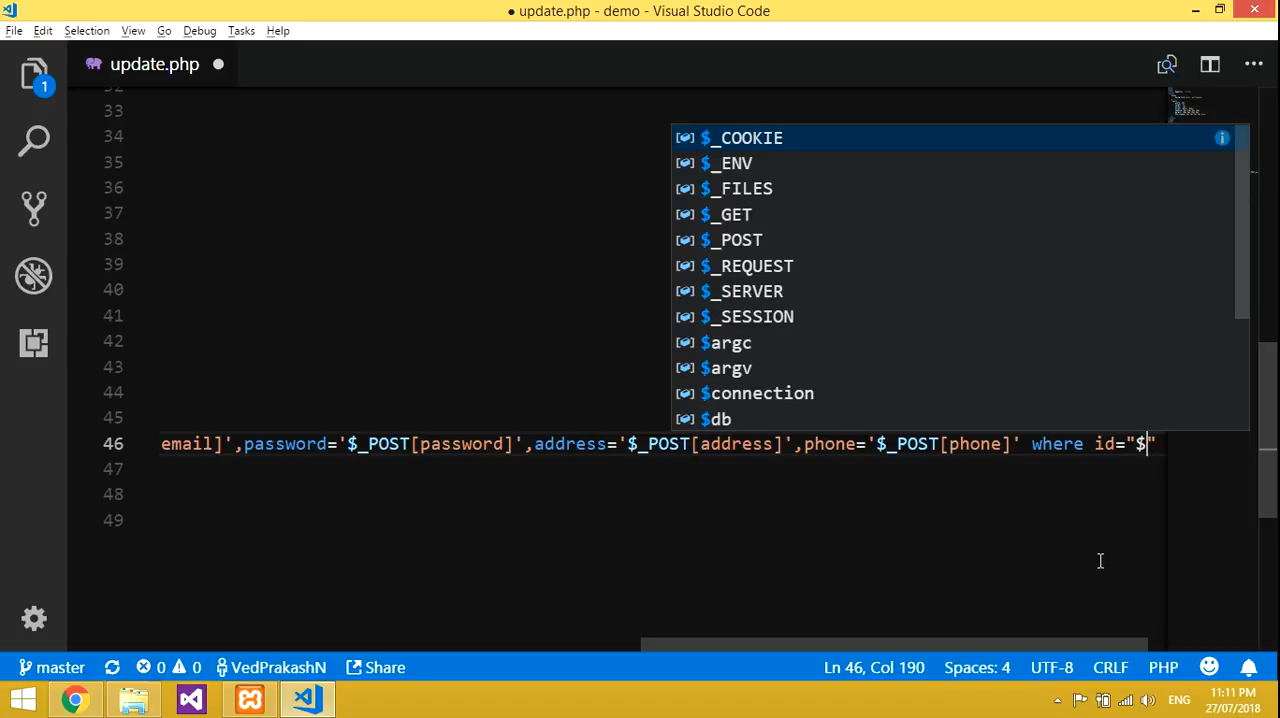 ● update.php - demo - Visual Studio Code
File Edit Selection View Go Debug Tasks Help
1
update.php ●
32
33
34
35
36
37
38
39
40
41
42
43
44
45
$_COOKIE
$_ENV
$_FILES
$_GET
$_POST
$_REQUEST
$_SERVER
$_SESSION
$argc
$argv
$connection
$db
46 email]',password='$_POST[password]',address='$_POST[address]',phone='$_POST[phone]' where id="$"
47
48
49
master 0 0 VedPrakashN Share Ln 46, Col 190 Spaces: 4 UTF-8 CRLF PHP
ENG 11:11 PM
27/07/2018